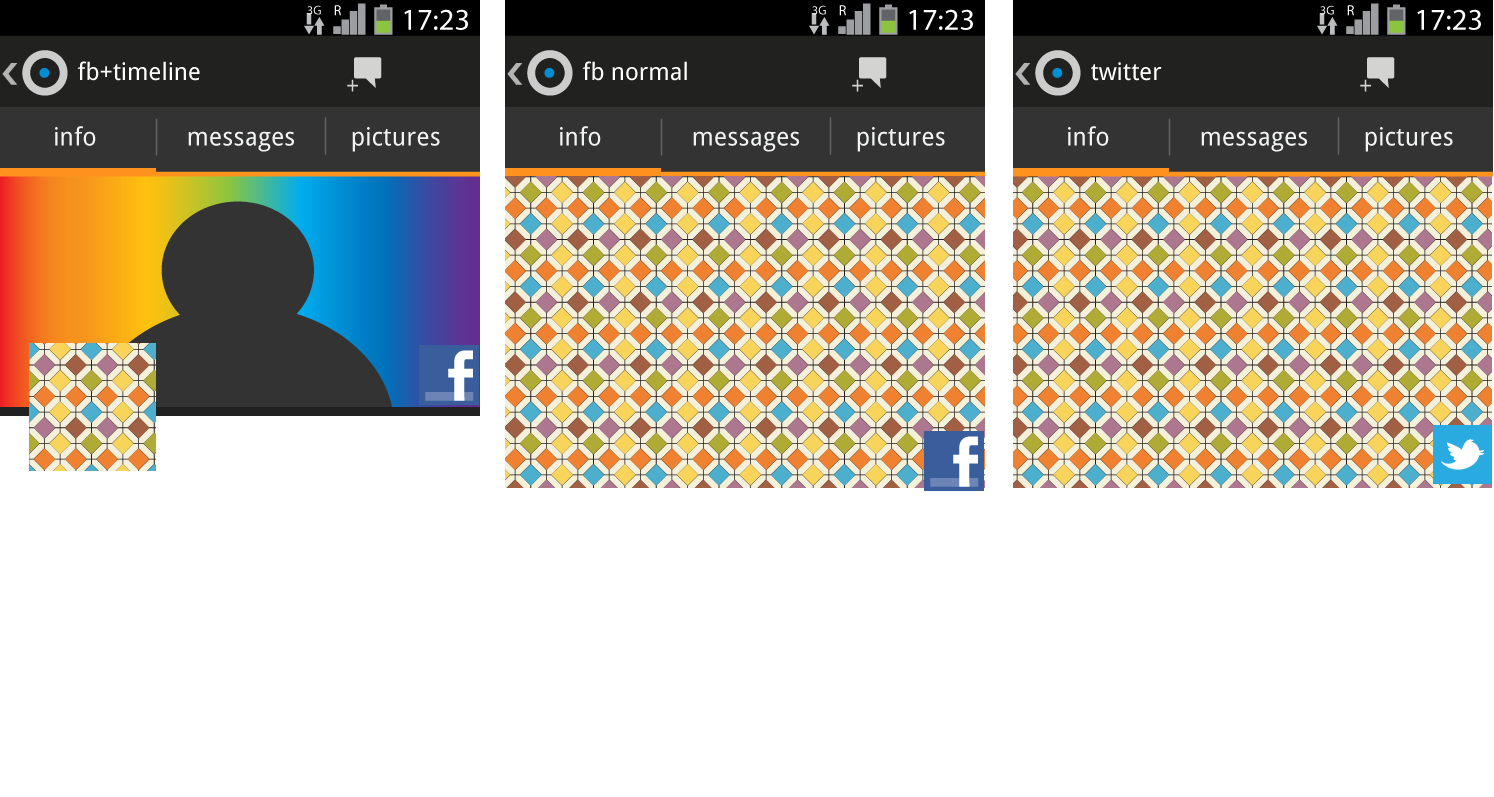 3G R 17:23
fb+timeline
info messages pictures
f
3G R 17:23
fb normal
info messages pictures
f
3G R 17:23
twitter
info messages pictures